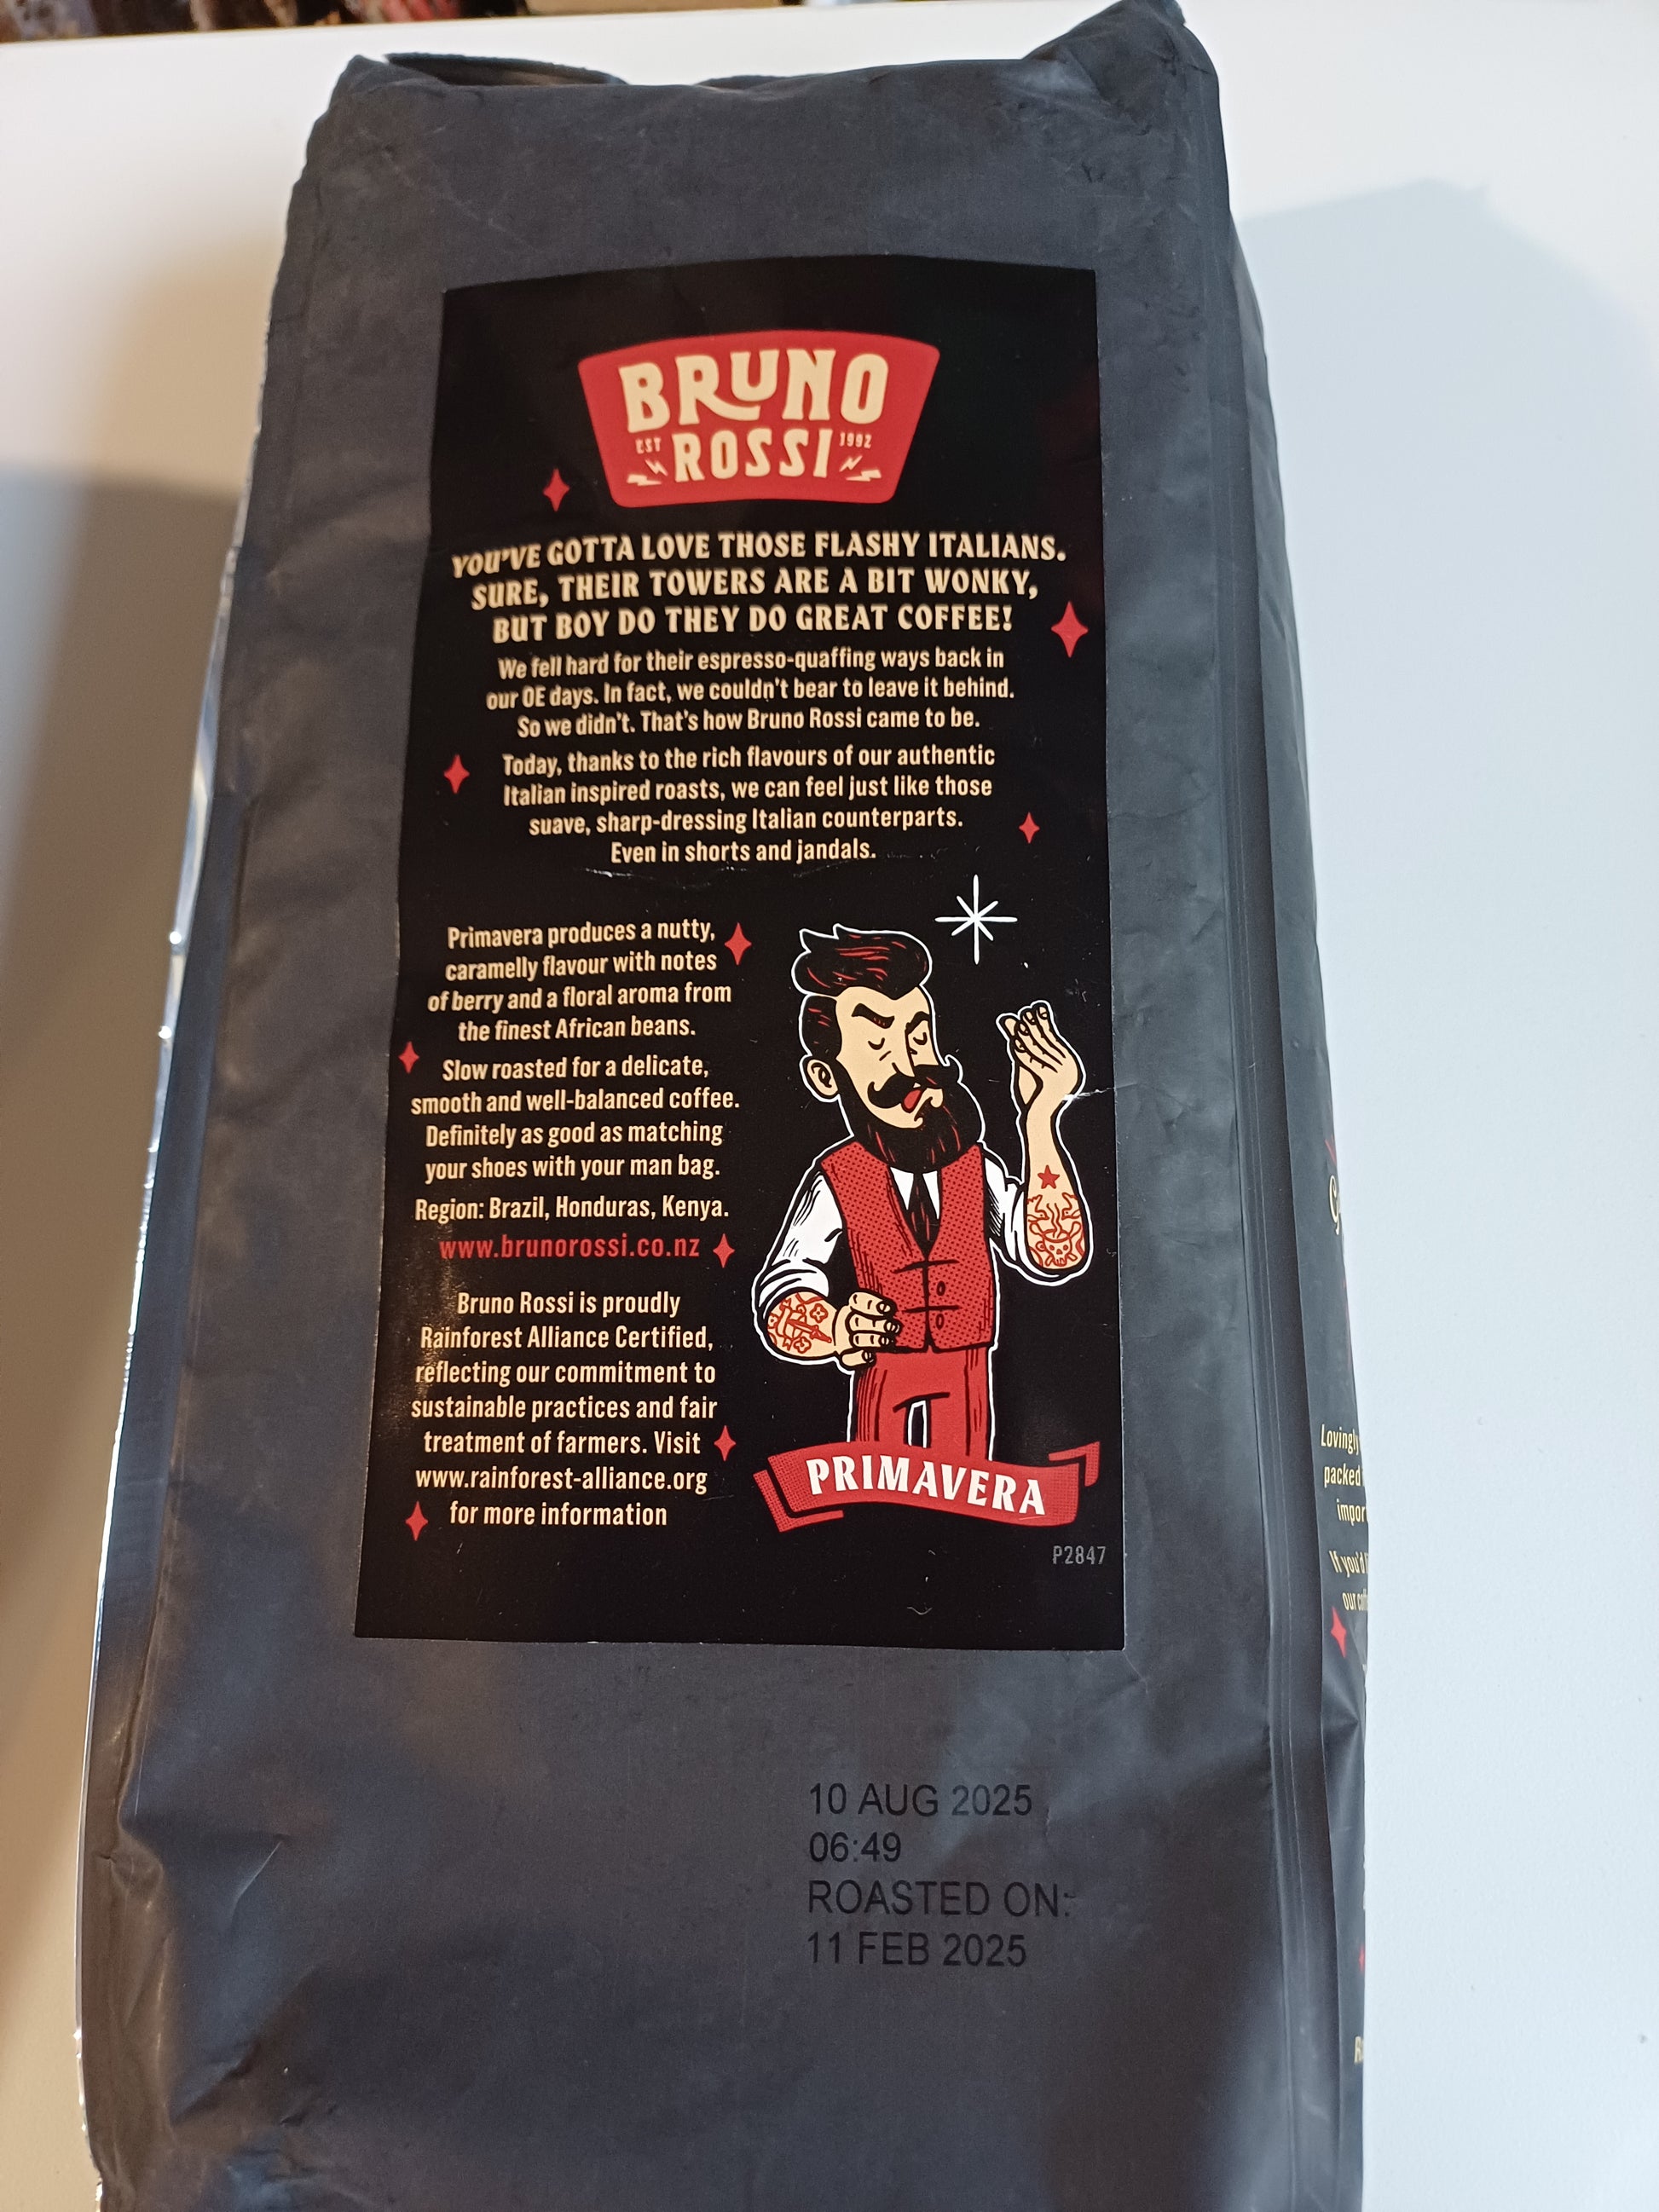 BRUNO
EST ROSSI 1992
YOU'VE GOTTA LOVE THOSE FLASHY ITALIANS.
SURE, THEIR TOWERS ARE A BIT WONKY,
BUT BOY DO THEY DO GREAT COFFEE!
We fell hard for their espresso-quaffing ways back in
our OE days. In fact, we couldn't bear to leave it behind.
So we didn't. That's how Bruno Rossi came to be.
Today, thanks to the rich flavours of our authentic
Italian inspired roasts, we can feel just like those
suave, sharp-dressing Italian counterparts.
Even in shorts and jandals.
Primavera produces a nutty,
caramelly flavour with notes
of berry and a floral aroma from
the finest African beans.
Slow roasted for a delicate,
smooth and well-balanced coffee.
Definitely as good as matching
your shoes with your man bag.
Region: Brazil, Honduras, Kenya.
www.brunorossi.co.nz
Bruno Rossi is proudly
Rainforest Alliance Certified,
reflecting our commitment to
sustainable practices and fair
treatment of farmers. Visit
www.rainforest-alliance.org
for more information
PRIMAVERA
P2847
10 AUG 2025
06:49
ROASTED ON:
11 FEB 2025
Lovingly
packed
If you'd
our